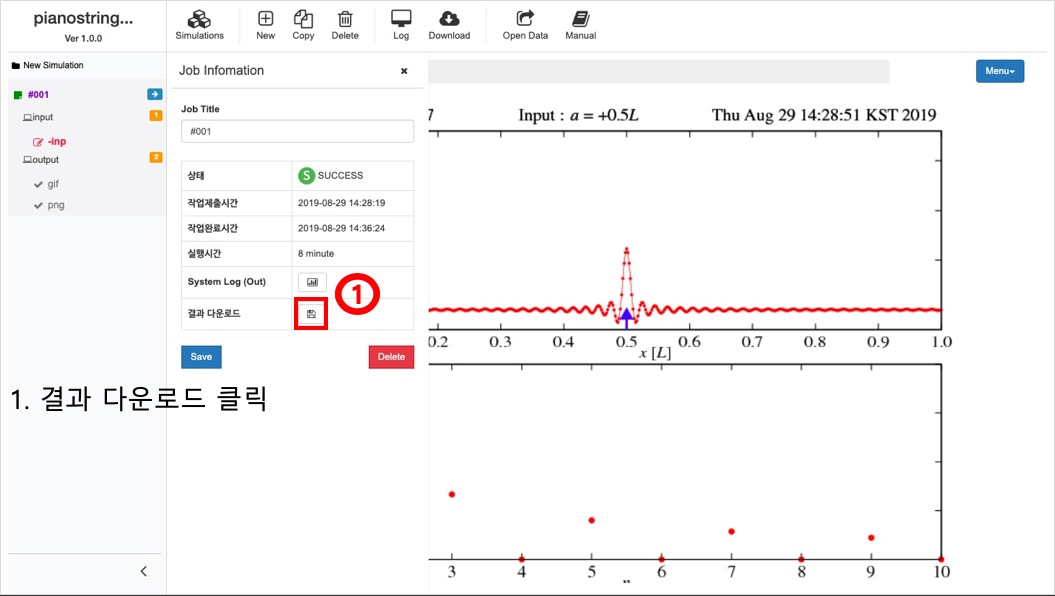 pianostring...
Ver 1.0.0
Simulations
New
Copy
Delete
Log
Download
Open Data
Manual
New Simulation
#001
input
1
-inp
output
2
gif
png
Job Infomation
×
Job Title
#001
상태
S SUCCESS
작업제출시간
2019-08-29 14:28:19
작업완료시간
2019-08-29 14:36:24
실행시간
8 minute
System Log (Out)
결과 다운로드
1
Save
Delete
1. 결과 다운로드 클릭
Menu
7
Input : a = +0.5L
Thu Aug 29 14:28:51 KST 2019
0.2 0.3 0.4 0.5 0.6 0.7 0.8 0.9 1.0
x [L]
3 4 5 6 7 8 9 10